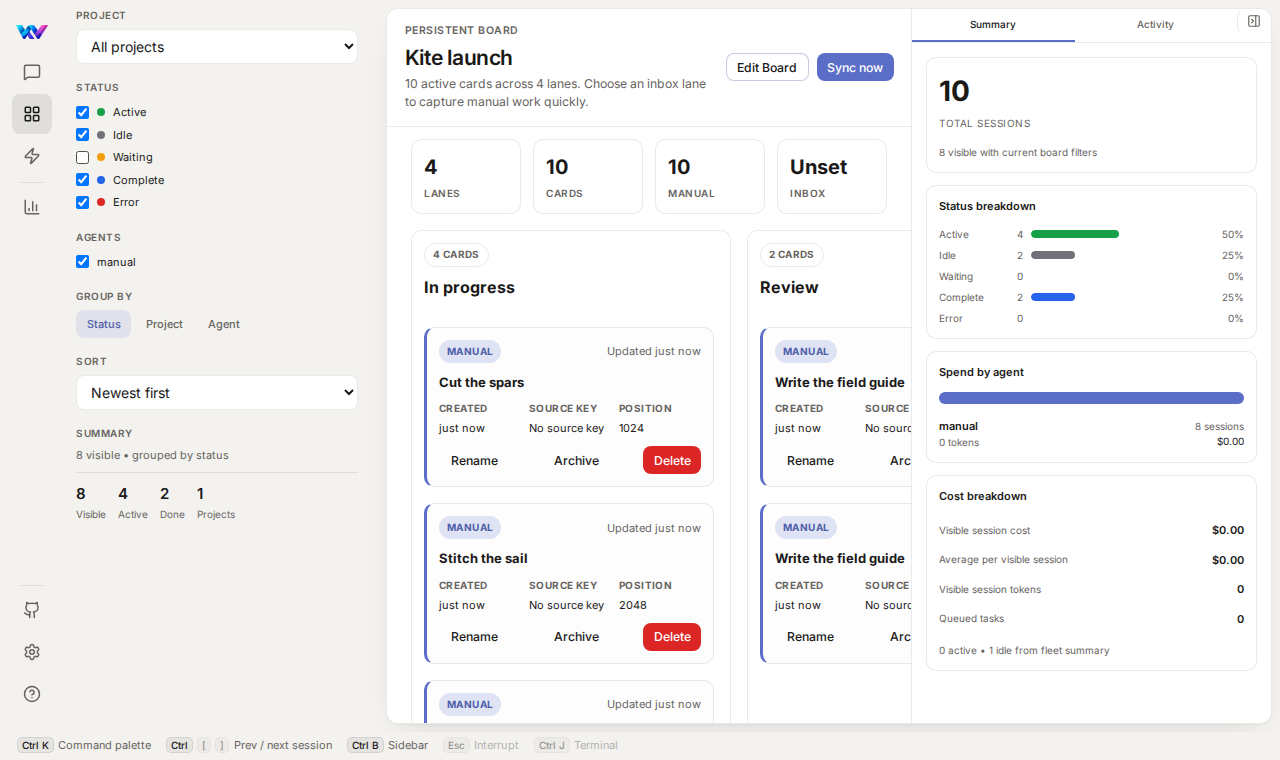 PROJECT
All projects
STATUS
Active
Idle
Waiting
Complete
Error
AGENTS
manual
GROUP BY
Status Project Agent
SORT
Newest first
SUMMARY
8 visible • grouped by status
8 4 2 1
Visible Active Done Projects
PERSISTENT BOARD
Kite launch
10 active cards across 4 lanes. Choose an inbox lane
to capture manual work quickly.
Edit Board Sync now
4 10 10 Unset
LANES CARDS MANUAL INBOX
4 CARDS
In progress
MANUAL Updated just now
Cut the spars
CREATED SOURCE KEY POSITION
just now No source key 1024
Rename Archive Delete
MANUAL Updated just now
Stitch the sail
CREATED SOURCE KEY POSITION
just now No source key 2048
Rename Archive Delete
MANUAL Updated just now
2 CARDS
Review
MANUAL
Write the field guide
CREATED SOURCE
just now No sourc
Rename Arc
MANUAL
Write the field guide
CREATED SOURCE
just now No sourc
Rename Arc
Summary Activity
10
TOTAL SESSIONS
8 visible with current board filters
Status breakdown
Active 4 50%
Idle 2 25%
Waiting 0 0%
Complete 2 25%
Error 0 0%
Spend by agent
manual 8 sessions
0 tokens $0.00
Cost breakdown
Visible session cost $0.00
Average per visible session $0.00
Visible session tokens 0
Queued tasks 0
0 active • 1 idle from fleet summary
Ctrl K Command palette Ctrl [ ] Prev / next session Ctrl B Sidebar Esc Interrupt Ctrl J Terminal